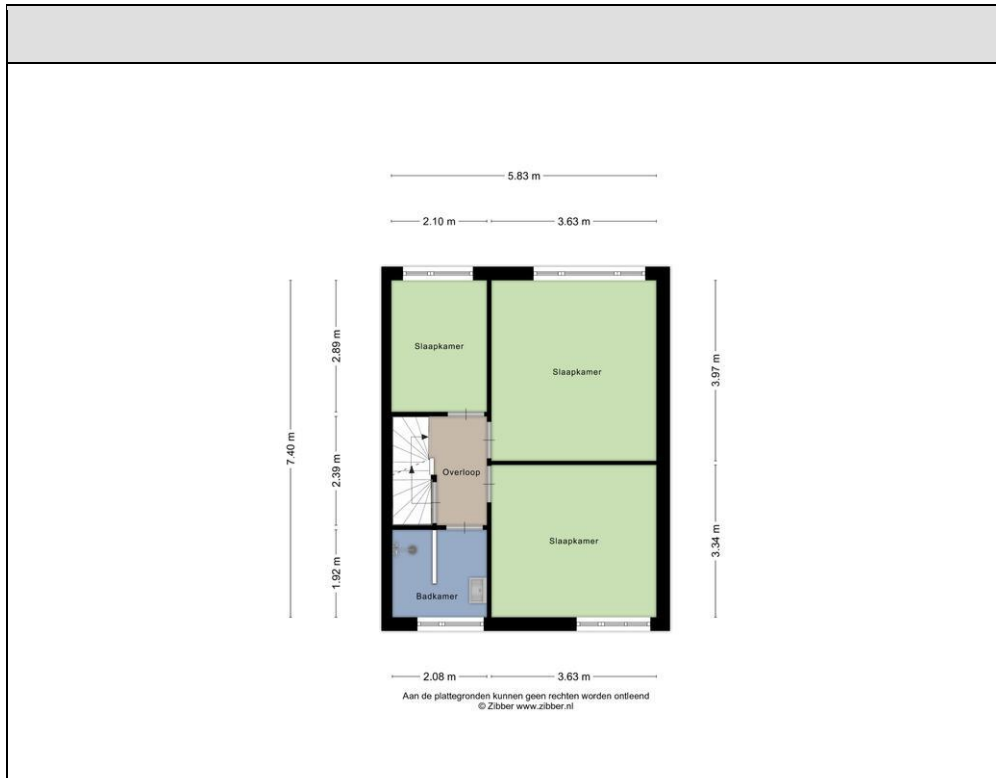 5.83 m
2.10 m
3.63 m
Slaapkamer
Slaapkamer
2.89 m
3.97 m
7.40 m
Overloop
2.39 m
Slaapkamer
3.34 m
Badkamer
1.92 m
2.08 m
3.63 m
Aan de plattegronden kunnen geen rechten worden ontleend
© Zibber www.zibber.nl